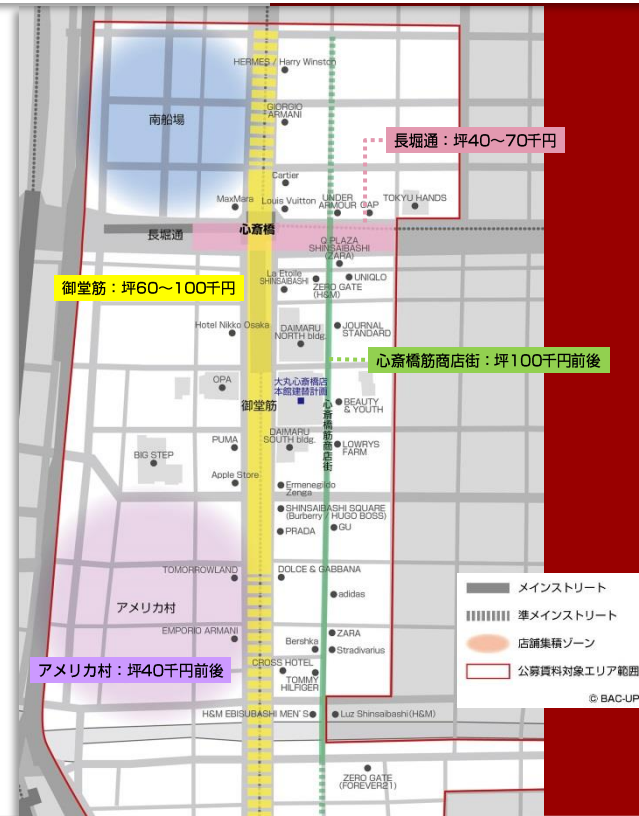 HERMES / Harry Winston
南船場
GIORGIO
ARMANI
長堀通：坪40〜70千円
Cartier
MaxMara
Louis Vuitton
UNDER
ARMOUR
GAP
TOKYU HANDS
長堀通
心斎橋
Q PLAZA
SHINSAIBASHI
(ZARA)
La Etoile
SHINSAIBASHI
UNIQLO
ZERO GATE
(H&M)
御堂筋：坪60〜100千円
Hotel Nikko Osaka
DAIMARU
NORTH bldg.
JOURNAL
STANDARD
心斎橋筋商店街：坪100千円前後
OPA
大丸心斎橋店
本館建替計画
御堂筋
心斎橋筋商店街
BEAUTY
& YOUTH
PUMA
DAIMARU
SOUTH bldg.
LOWRYS
FARM
BIG STEP
Apple Store
Ermenegildo
Zenga
SHINSAIBASHI SQUARE
(Burberry / HUGO BOSS)
GU
PRADA
TOMORROWLAND
DOLCE & GABBANA
adidas
アメリカ村
EMPORIO ARMANI
ZARA
Bershka
Stradivarius
アメリカ村：坪40千円前後
CROSS HOTEL
TOMMY
HILFIGER
H&M EBISUBASHI MEN'S
Luz Shinsaibashi(H&M)
ZERO GATE
(FOREVER21)
メインストリート
準メインストリート
店舗集積ゾーン
公募賃料対象エリア範囲
© BAC-UP